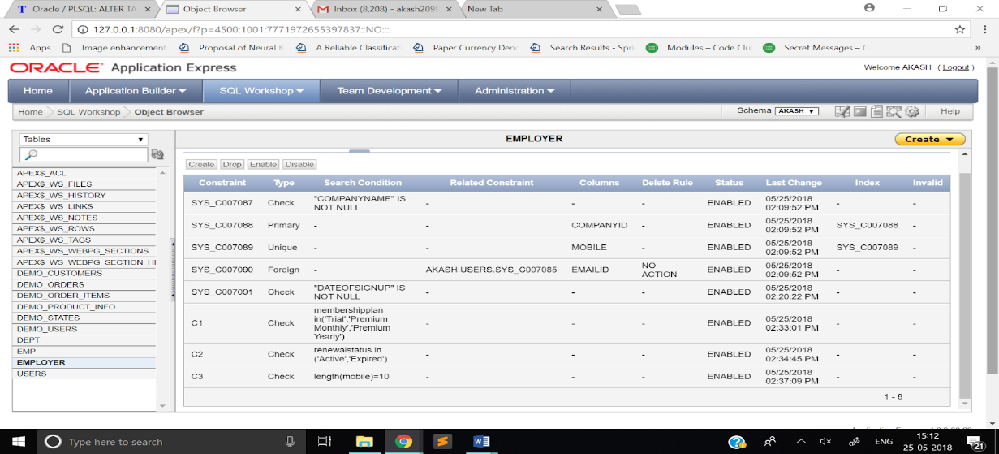 Oracle / PLSQL: ALTER TA
Object Browser
Inbox (8,208) - akash2099
New Tab
127.0.0.1:8080/apex/f?p=4500:1001:7771972655397837::NO:::
Apps
Image enhancement
Proposal of Neural F
A Reliable Classificat
Paper Currency Deno
Search Results - Spri
Modules – Code Clu
Secret Messages – C
»
ORACLE® Application Express
Welcome AKASH ( Logout )
Home
Application Builder
SQL Workshop
Team Development
Administration
Home
SQL Workshop
Object Browser
Schema AKASH
Help
Tables
EMPLOYER
Create
APEX$_ACL
APEX$_WS_FILES
APEX$_WS_HISTORY
APEX$_WS_LINKS
APEX$_WS_NOTES
APEX$_WS_ROWS
APEX$_WS_TAGS
APEX$_WS_WEBPG_SECTIONS
APEX$_WS_WEBPG_SECTION_HI
DEMO_CUSTOMERS
DEMO_ORDERS
DEMO_ORDER_ITEMS
DEMO_PRODUCT_INFO
DEMO_STATES
DEMO_USERS
DEPT
EMP
EMPLOYER
USERS
Create Drop Enable Disable
Constraint Type Search Condition Related Constraint Columns Delete Rule Status Last Change Index Invalid
SYS_C007087 Check "COMPANYNAME" IS NOT NULL - - - ENABLED 05/25/2018 02:09:52 PM - -
SYS_C007088 Primary - - COMPANYID - ENABLED 05/25/2018 02:09:52 PM SYS_C007088 -
SYS_C007089 Unique - - MOBILE - ENABLED 05/25/2018 02:09:52 PM SYS_C007089 -
SYS_C007090 Foreign - AKASH.USERS.SYS_C007085 EMAILID NO ACTION ENABLED 05/25/2018 02:09:52 PM - -
SYS_C007091 Check "DATEOFSIGNUP" IS NOT NULL - - - ENABLED 05/25/2018 02:20:22 PM - -
C1 Check membershipplan in('Trial','Premium Monthly','Premium Yearly') - - - ENABLED 05/25/2018 02:33:01 PM - -
C2 Check renewalstatus in ('Active','Expired') - - - ENABLED 05/25/2018 02:34:45 PM - -
C3 Check length(mobile)=10 - - - ENABLED 05/25/2018 02:37:09 PM - -
1 - 8
Type here to search
ENG
15:12
25-05-2018
21